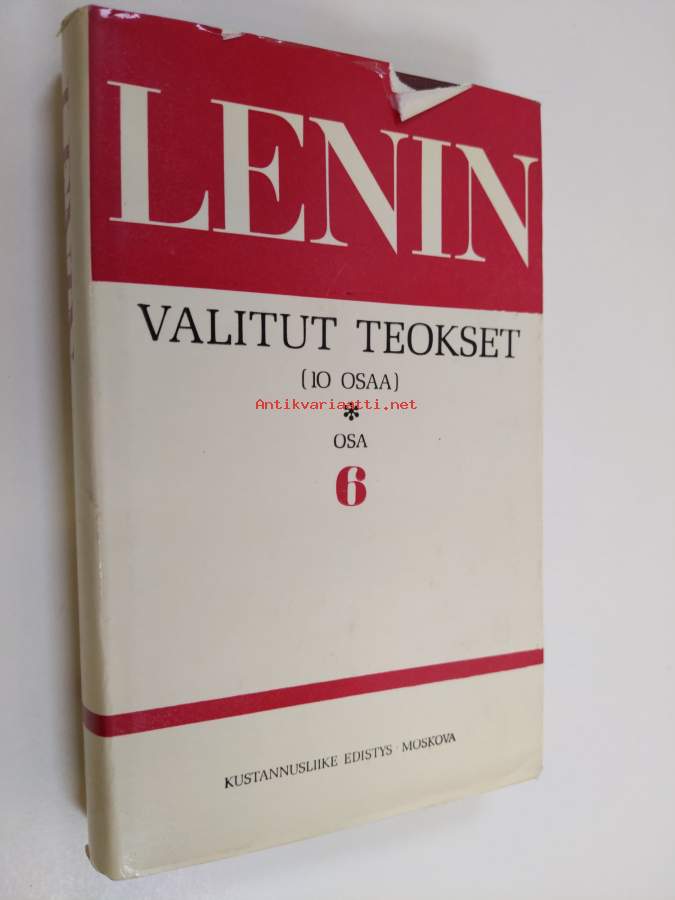 LENIN
VALITUT TEOKSET
(10 OSAA)
Antikvariaatti.net
*
OSA
6
KUSTANNUSLIIKE EDISTYS · MOSKOVA